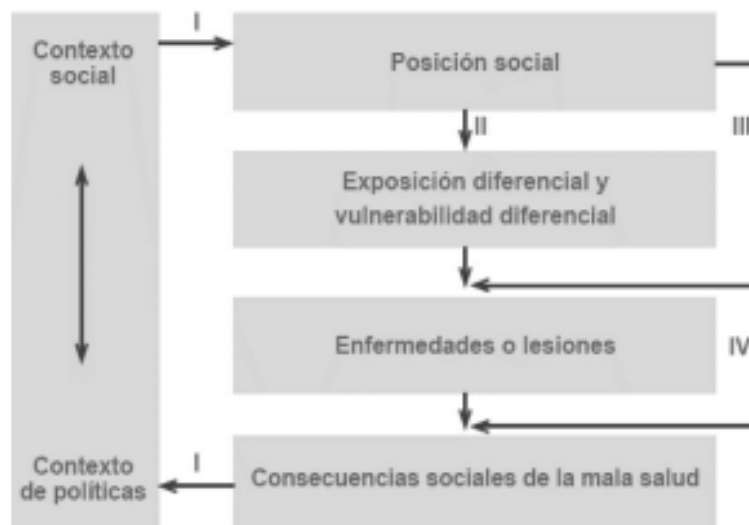 Contexto
social
I
Posición social
II
III
Exposición diferencial y
vulnerabilidad diferencial
Enfermedades o lesiones
IV
Contexto
de políticas
I
Consecuencias sociales de la mala salud